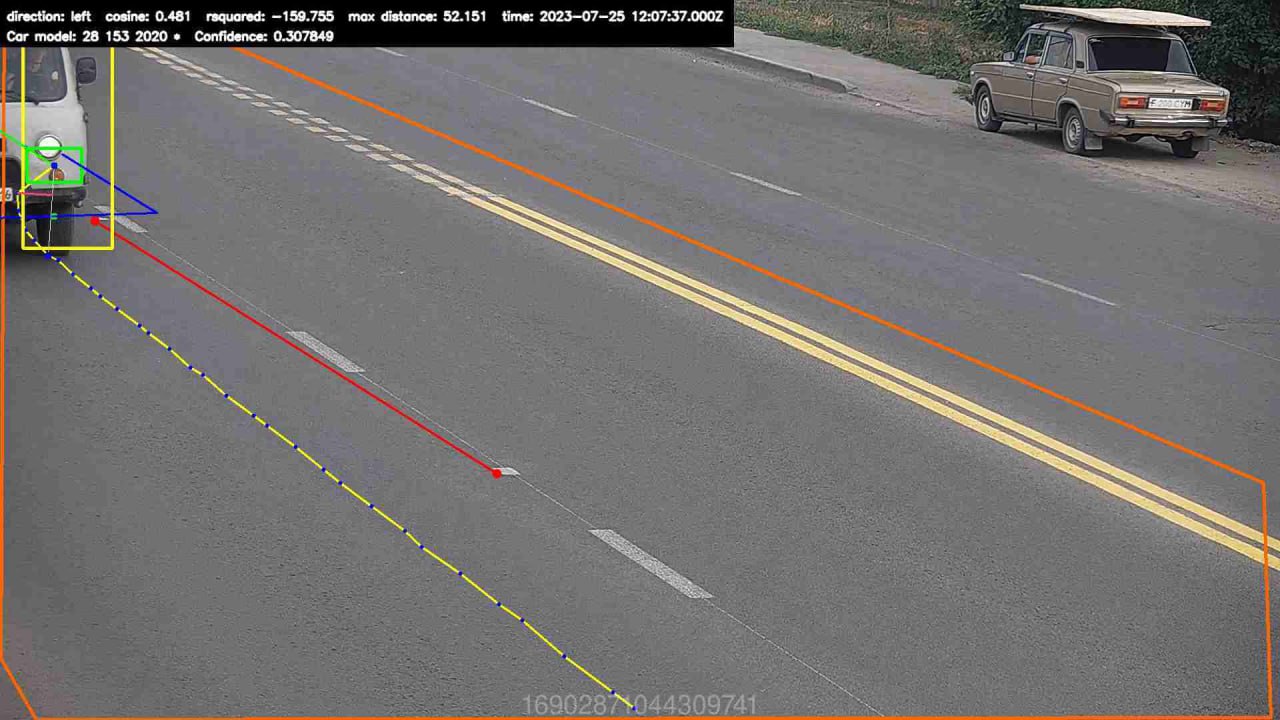 direction: left cosine: 0.481 rsquared: -159.755 max distance: 52.151 time: 2023-07-25 12:07:37.000Z
Car model: 28 153 2020 * Confidence: 0.307849
16902871044309741